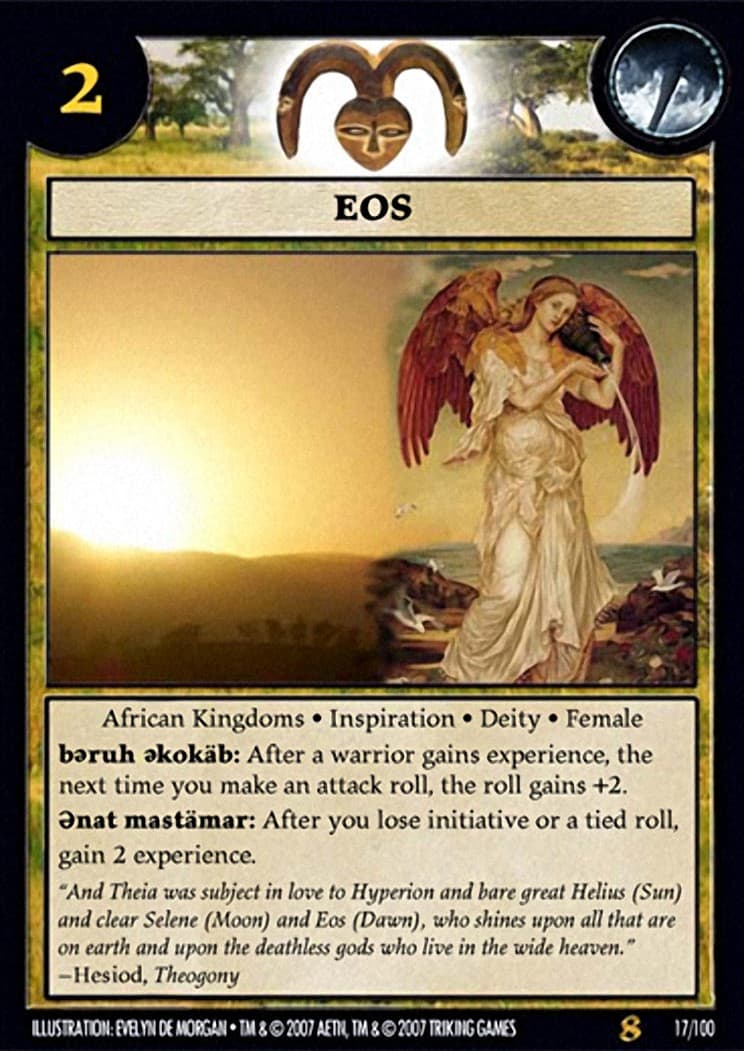 2
EOS
African Kingdoms • Inspiration • Deity • Female
bəruh əkokäb: After a warrior gains experience, the
next time you make an attack roll, the roll gains +2.
Ənat mastämar: After you lose initiative or a tied roll,
gain 2 experience.
“And Theia was subject in love to Hyperion and bare great Helius (Sun)
and clear Selene (Moon) and Eos (Dawn), who shines upon all that are
on earth and upon the deathless gods who live in the wide heaven.”
–Hesiod, Theogony
ILLUSTRATION: EVELYN DE MORGAN • TM & © 2007 AETN, TM & © 2007 TRIKING GAMES
8
17/100